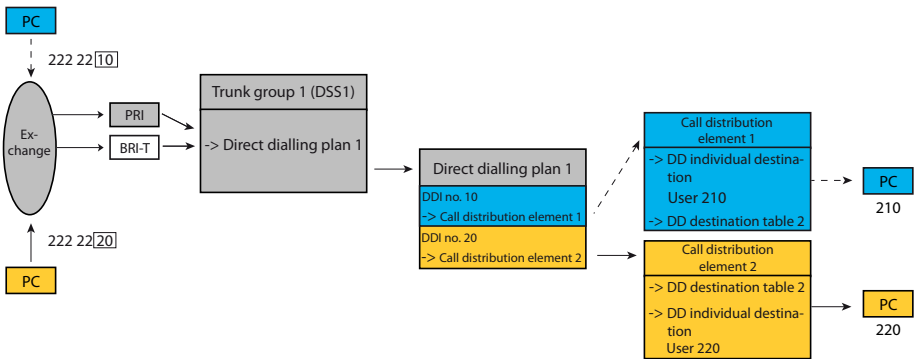 PC
222 22 10
Ex-
change
PRI
BRI-T
222 22 20
PC
Trunk group 1 (DSS1)
-> Direct dialling plan 1
Direct dialling plan 1
DDI no. 10
-> Call distribution element 1
DDI no. 20
-> Call distribution element 2
Call distribution
element 1
-> DD individual destina-
tion
User 210
-> DD destination table 2
PC
210
Call distribution
element 2
-> DD destination table 2
-> DD individual destina-
tion
User 220
PC
220